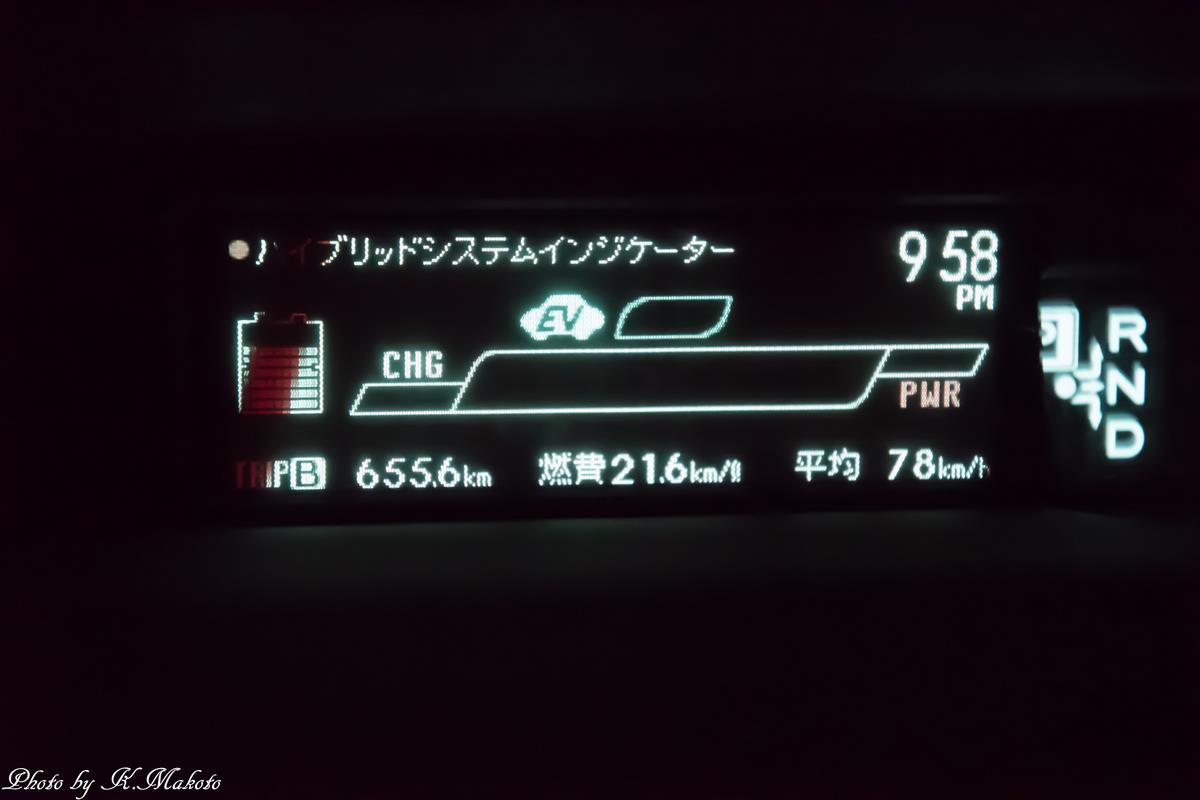 ハイブリッドシステムインジケーター
9 58
PM
EV
CHG
PWR
TRIP B 655.6km 燃費21.6km/ℓ 平均 78km/h
P
R
N
D
Photo by K.Makoto